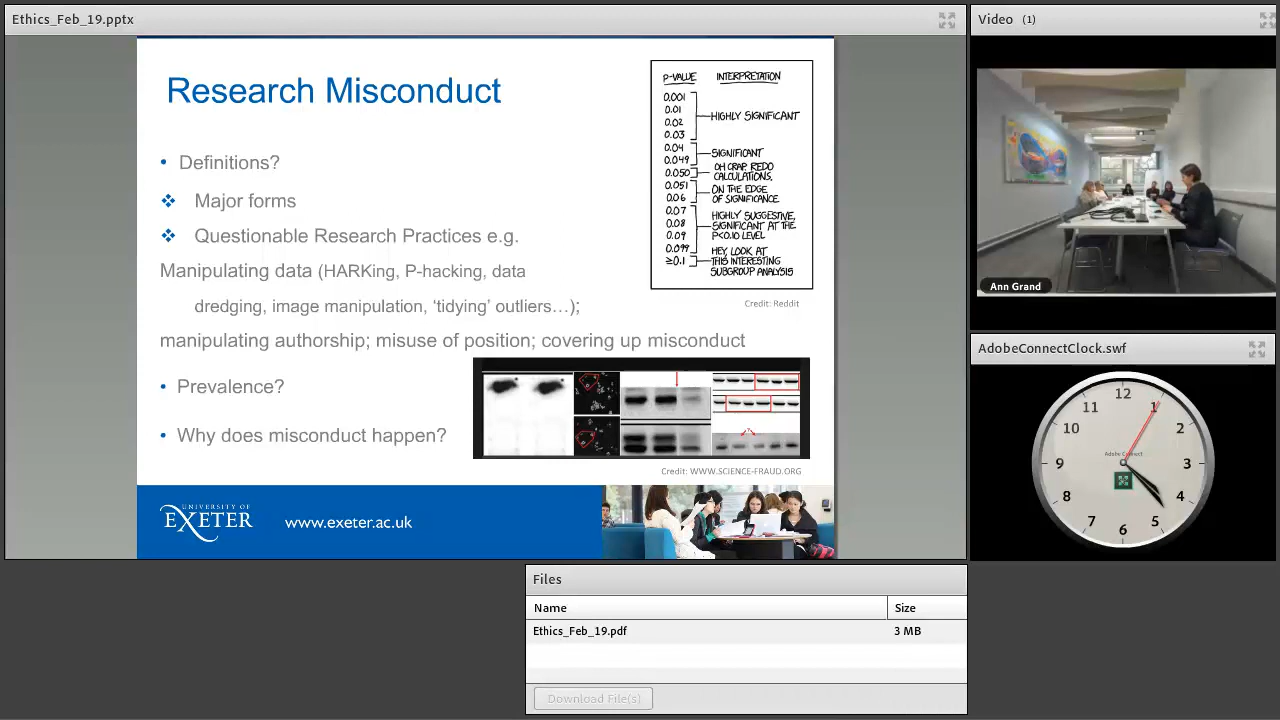 Ethics_Feb_19.pptx
Research Misconduct
• Definitions?
❖ Major forms
❖ Questionable Research Practices e.g.
Manipulating data (HARKing, P-hacking, data
dredging, image manipulation, ‘tidying’ outliers…);
manipulating authorship; misuse of position; covering up misconduct
• Prevalence?
• Why does misconduct happen?
P-VALUE INTERPRETATION
0.001
0.01
0.02
0.03
HIGHLY SIGNIFICANT
0.04
0.049
SIGNIFICANT
0.050
OH CRAP. REDO
CALCULATIONS.
0.051
0.06
ON THE EDGE
OF SIGNIFICANCE
0.07
0.08
0.09
HIGHLY SUGGESTIVE,
SIGNIFICANT AT THE
P<0.10 LEVEL
0.099
≥0.1
HEY, LOOK AT
THIS INTERESTING
SUBGROUP ANALYSIS
Credit: Reddit
Credit: WWW.SCIENCE-FRAUD.ORG
UNIVERSITY OF
EXETER
www.exeter.ac.uk
Video (1)
Ann Grand
AdobeConnectClock.swf
12
1
2
3
4
5
6
7
8
9
10
11
Adobe Connect
Files
Name Size
Ethics_Feb_19.pdf 3 MB
Download File(s)